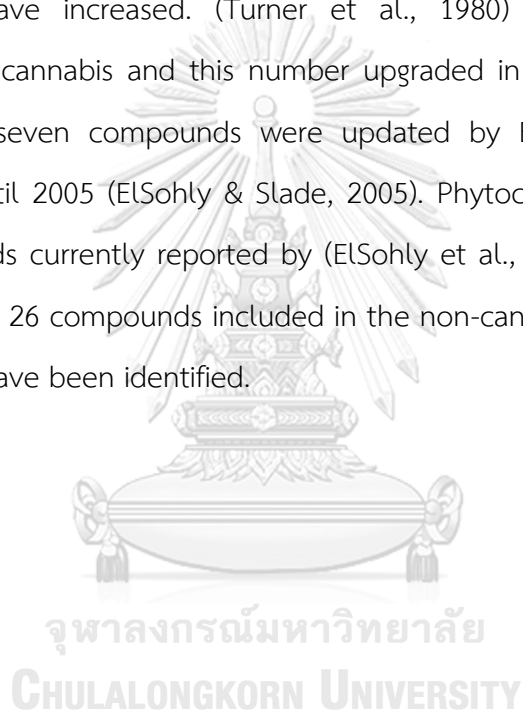 ave increased. (Turner et al., 1980)
cannabis and this number upgraded in
seven compounds were updated by
til 2005 (ElSohly & Slade, 2005). Phytoc
ds currently reported by (ElSohly et al.,
26 compounds included in the non-can
ave been identified.
จุฬาลงกรณ์มหาวิทยาลัย
CHULALONGKORN UNIVERSITY